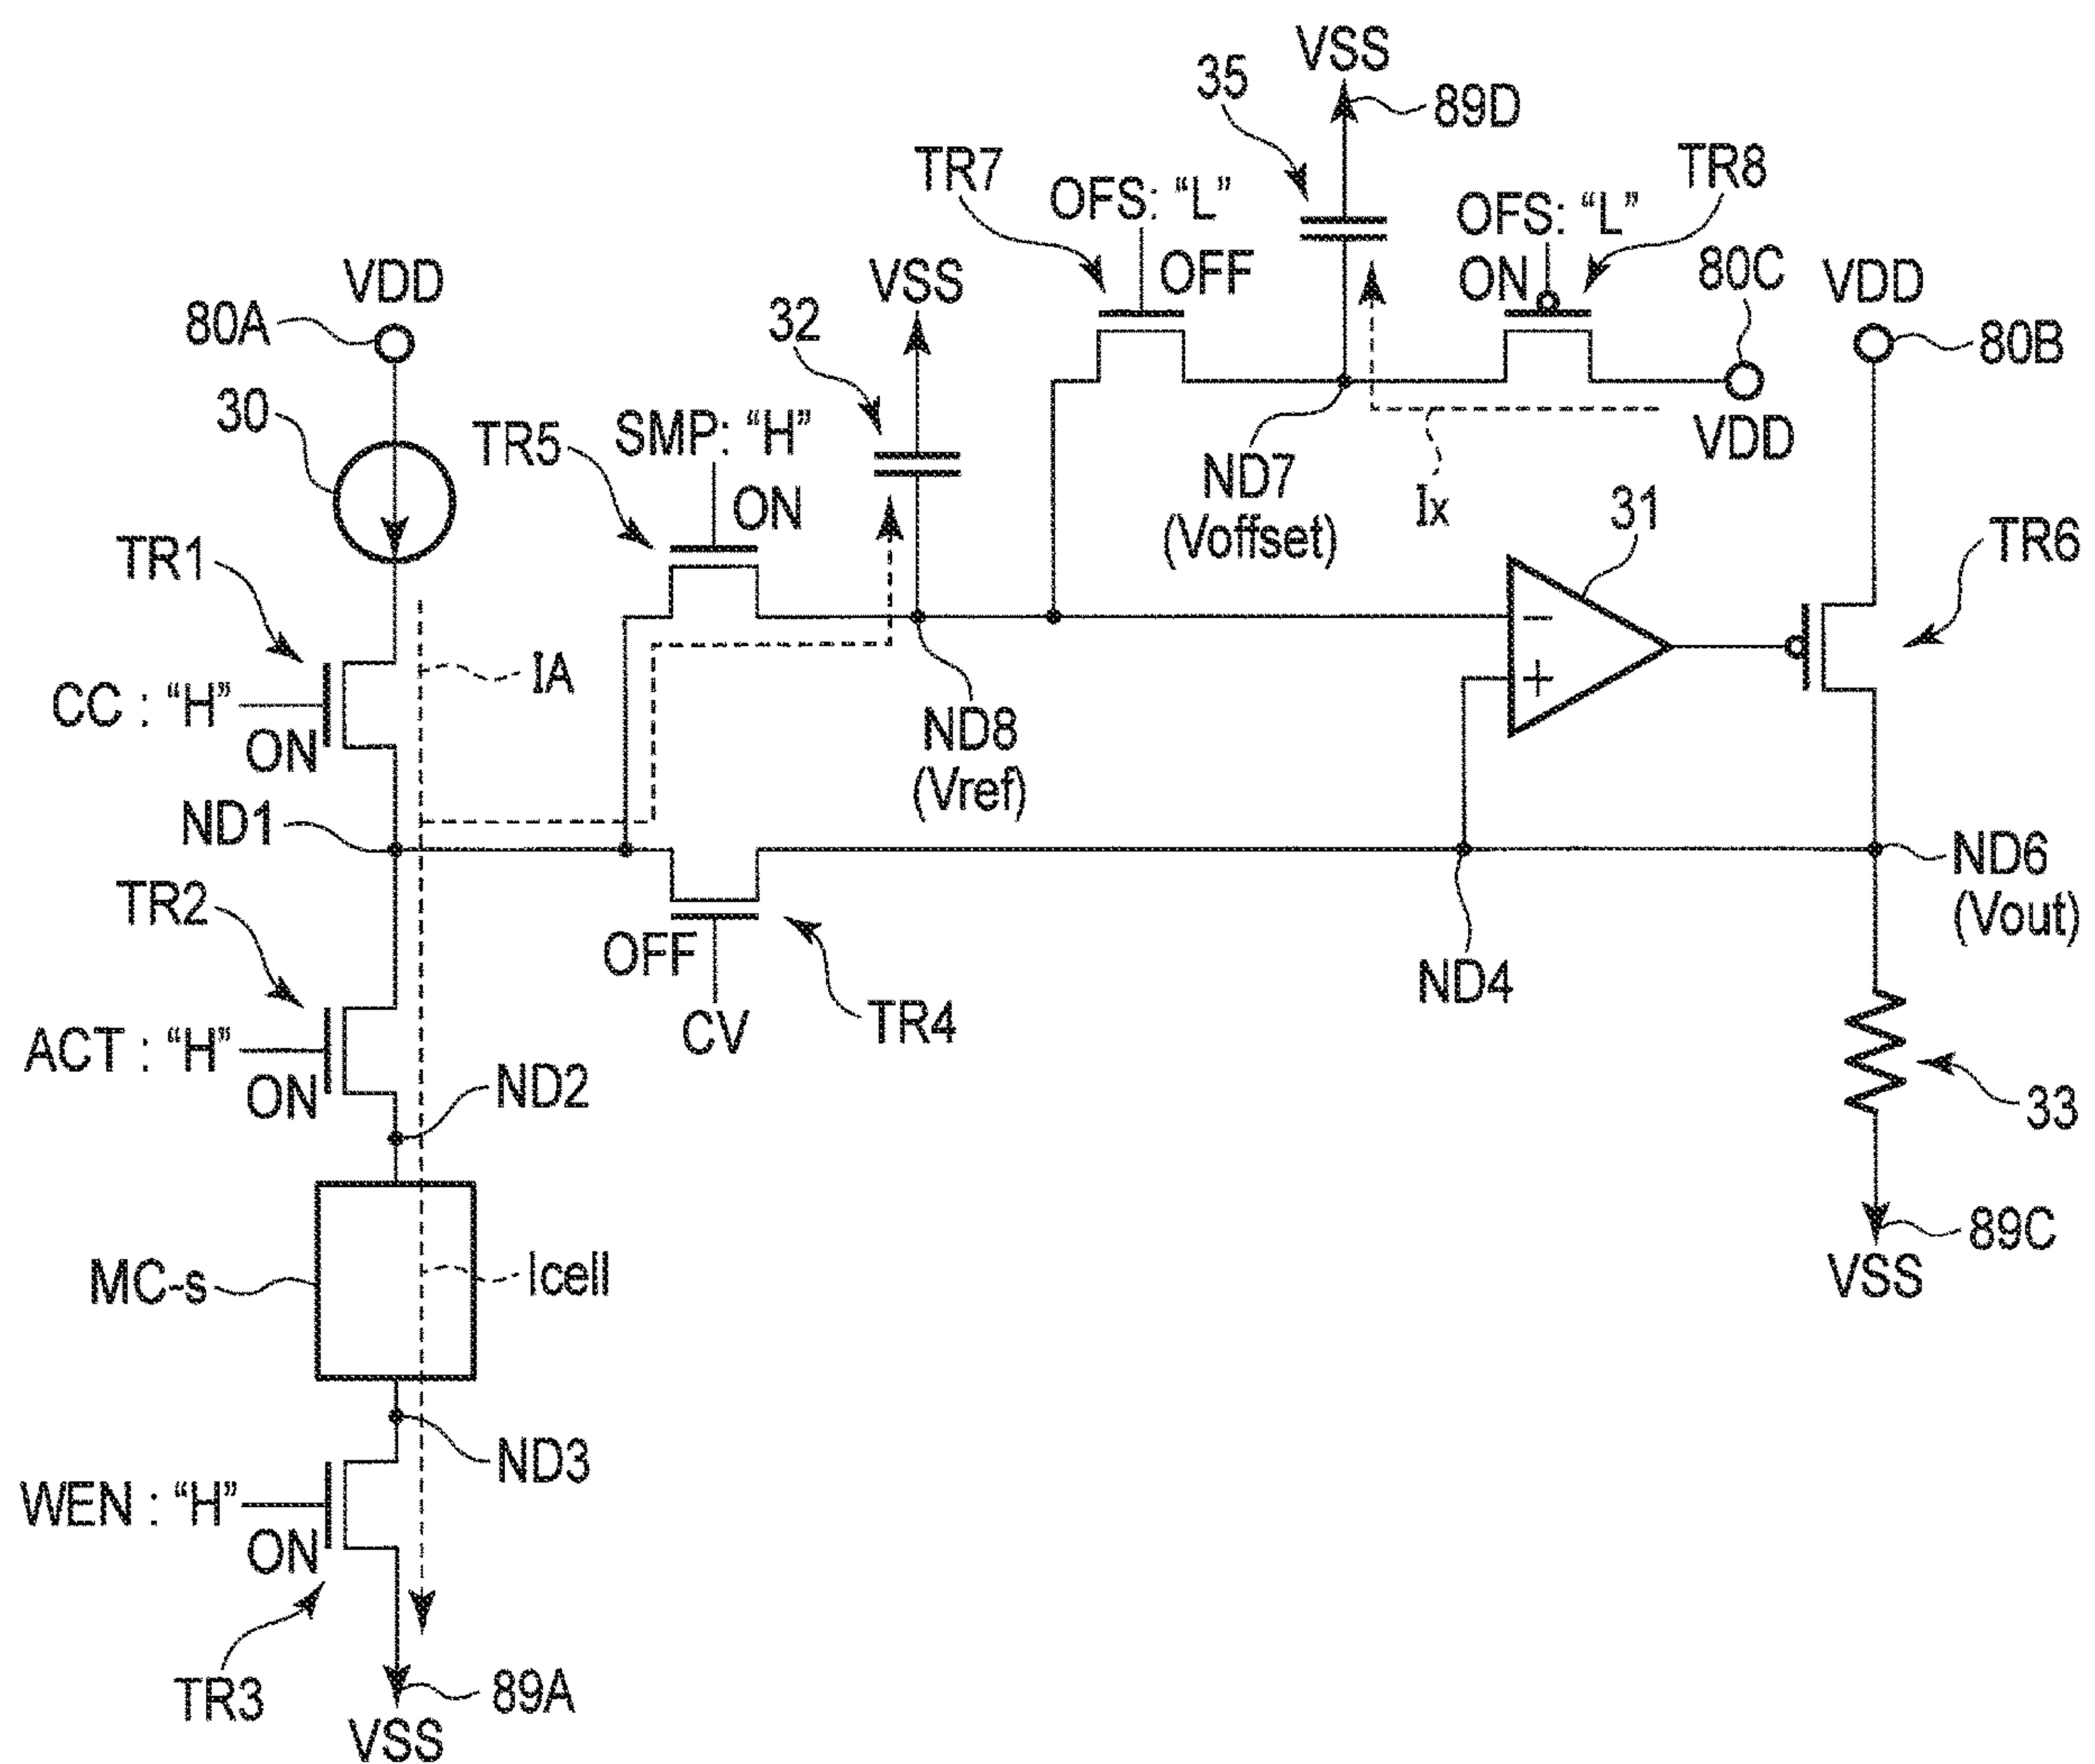 VSS
35
89D
TR7
OFS: “L”
OFF
OFS: “L”
ON
TR8
80C
VDD
VDD
80A
VSS
32
VDD
80B
30
TR5
SMP: “H”
ON
ND7
(Voffset)
Ix
31
TR6
TR1
IA
CC : “H”
ON
−
+
ND8
(Vref)
ND1
ND6
(Vout)
TR2
OFF
CV
TR4
ND4
ACT : “H”
ON
ND2
33
MC-s
Icell
89C
VSS
ND3
WEN : “H”
ON
TR3
89A
VSS